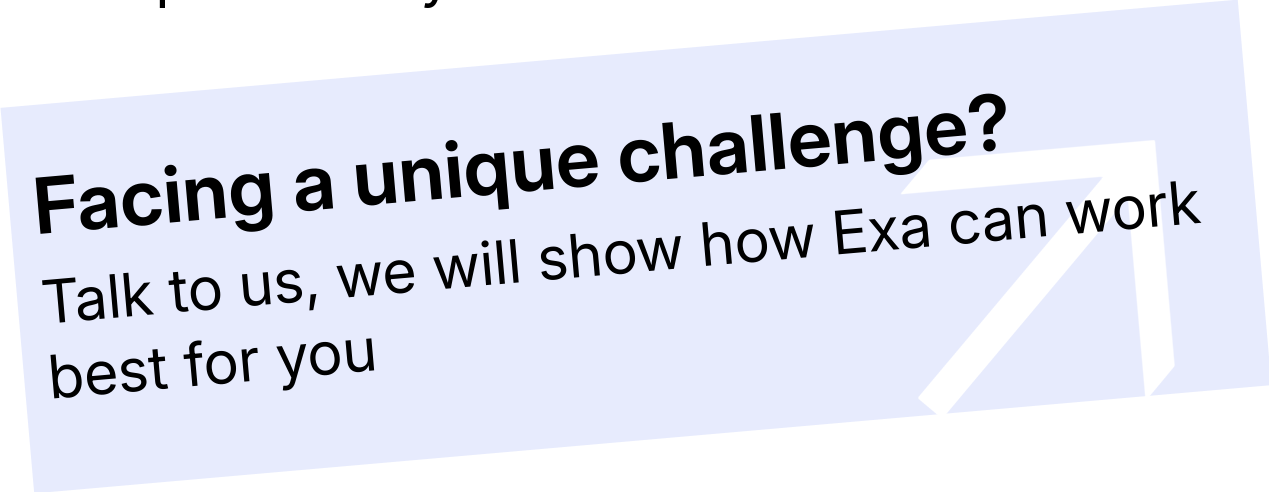 Facing a unique challenge?
Talk to us, we will show how Exa can work
best for you